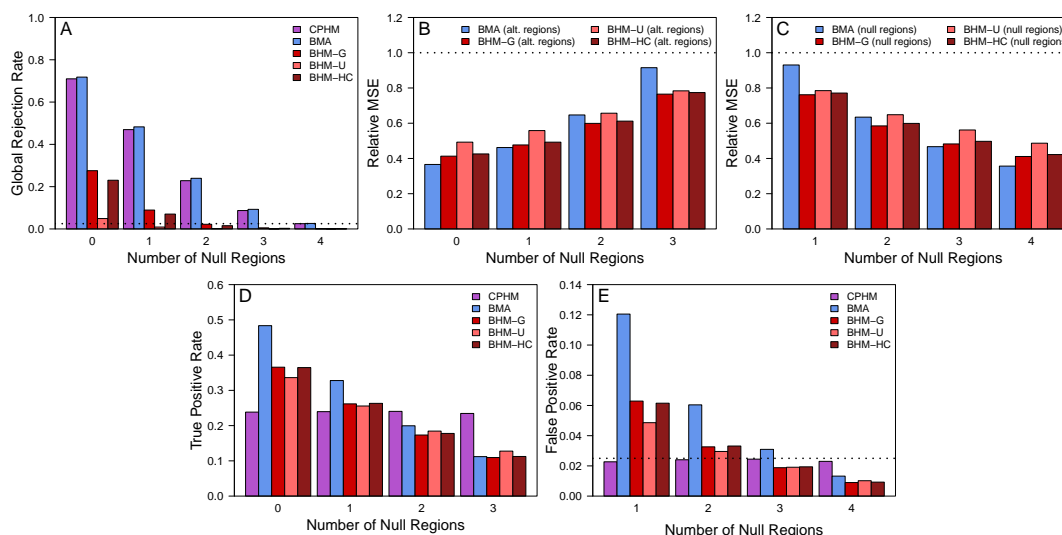 A
Global Rejection Rate
1.0
0.8
0.6
0.4
0.2
0.0
CPHM
BMA
BHM−G
BHM−U
BHM−HC
0 1 2 3 4
Number of Null Regions
B
Relative MSE
1.2
1.0
0.8
0.6
0.4
0.2
0.0
BMA (alt. regions) BHM−U (alt. regions)
BHM−G (alt. regions) BHM−HC (alt. regions)
0 1 2 3
Number of Null Regions
C
Relative MSE
1.2
1.0
0.8
0.6
0.4
0.2
0.0
BMA (null regions) BHM−U (null regions)
BHM−G (null regions) BHM−HC (null regions
1 2 3 4
Number of Null Regions
D
True Positive Rate
0.6
0.5
0.4
0.3
0.2
0.1
0.0
CPHM
BMA
BHM−G
BHM−U
BHM−HC
0 1 2 3
Number of Null Regions
E
False Positive Rate
0.14
0.12
0.10
0.08
0.06
0.04
0.02
0.00
CPHM
BMA
BHM−G
BHM−U
BHM−HC
1 2 3 4
Number of Null Regions